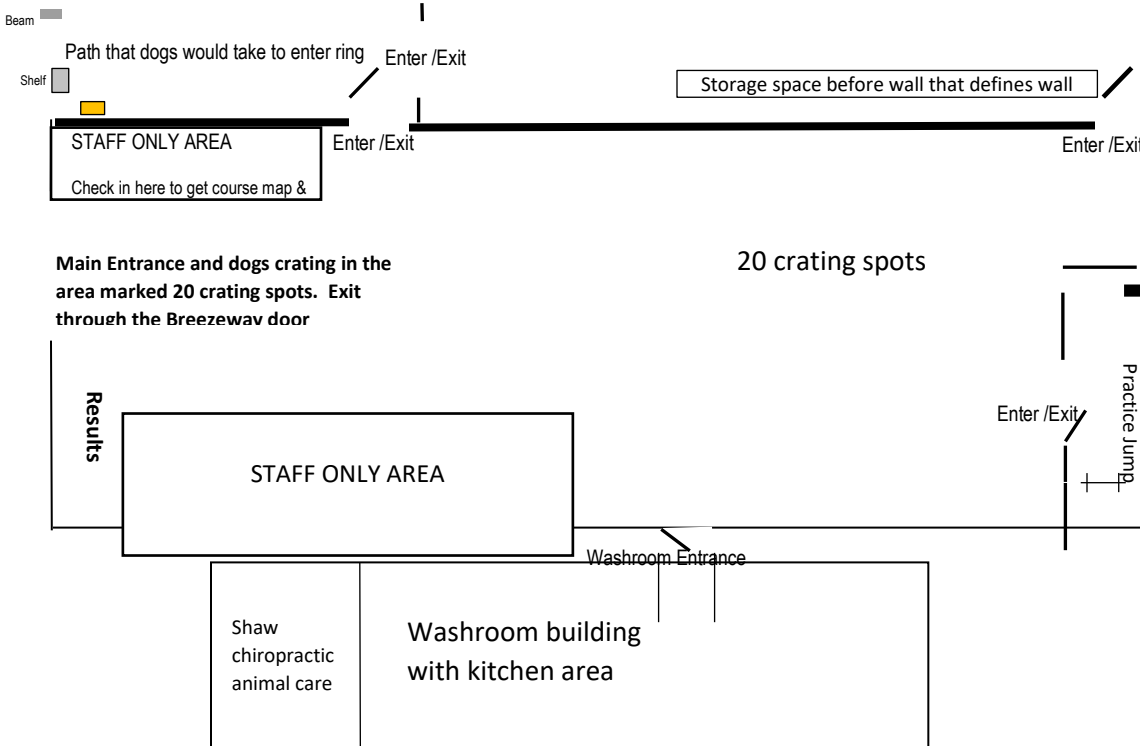 Beam
Path that dogs would take to enter ring
Enter /Exit
Shelf
Storage space before wall that defines wall
STAFF ONLY AREA
Enter /Exit
Enter /Exit
Check in here to get course map &
Main Entrance and dogs crating in the
area marked 20 crating spots. Exit
through the Breezeway door
20 crating spots
Results
Practice Jump
Enter /Exit
STAFF ONLY AREA
Washroom Entrance
Shaw
chiropractic
animal care
Washroom building
with kitchen area